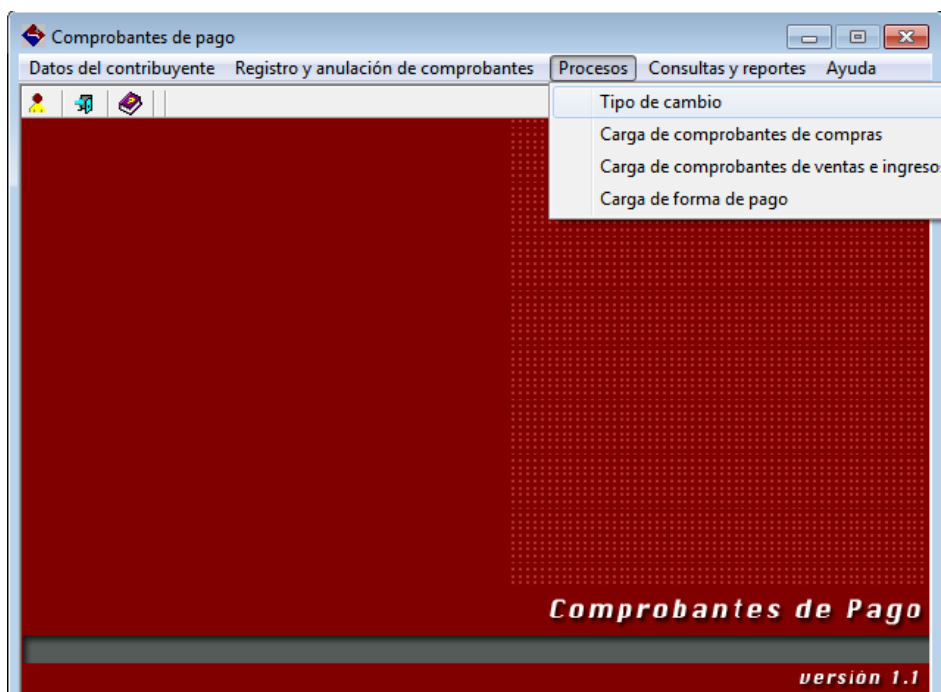 Comprobantes de pago
Datos del contribuyente Registro y anulación de comprobantes Procesos Consultas y reportes Ayuda
Tipo de cambio
Carga de comprobantes de compras
Carga de comprobantes de ventas e ingresos
Carga de forma de pago
Comprobantes de Pago
versión 1.1